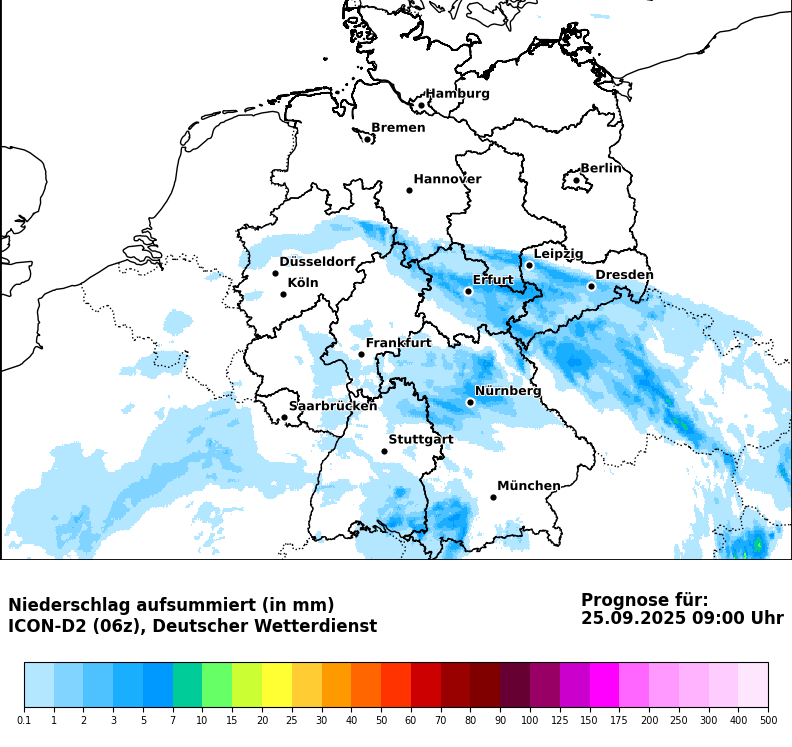 Hamburg
Bremen
Berlin
Hannover
Düsseldorf
Leipzig
Köln
Erfurt
Dresden
Frankfurt
Nürnberg
Saarbrücken
Stuttgart
München
Niederschlag aufsummiert (in mm)
ICON-D2 (06z), Deutscher Wetterdienst
Prognose für:
25.09.2025 09:00 Uhr
0.1 1 2 3 5 7 10 15 20 25 30 40 50 60 70 80 90 100 125 150 175 200 250 300 400 500